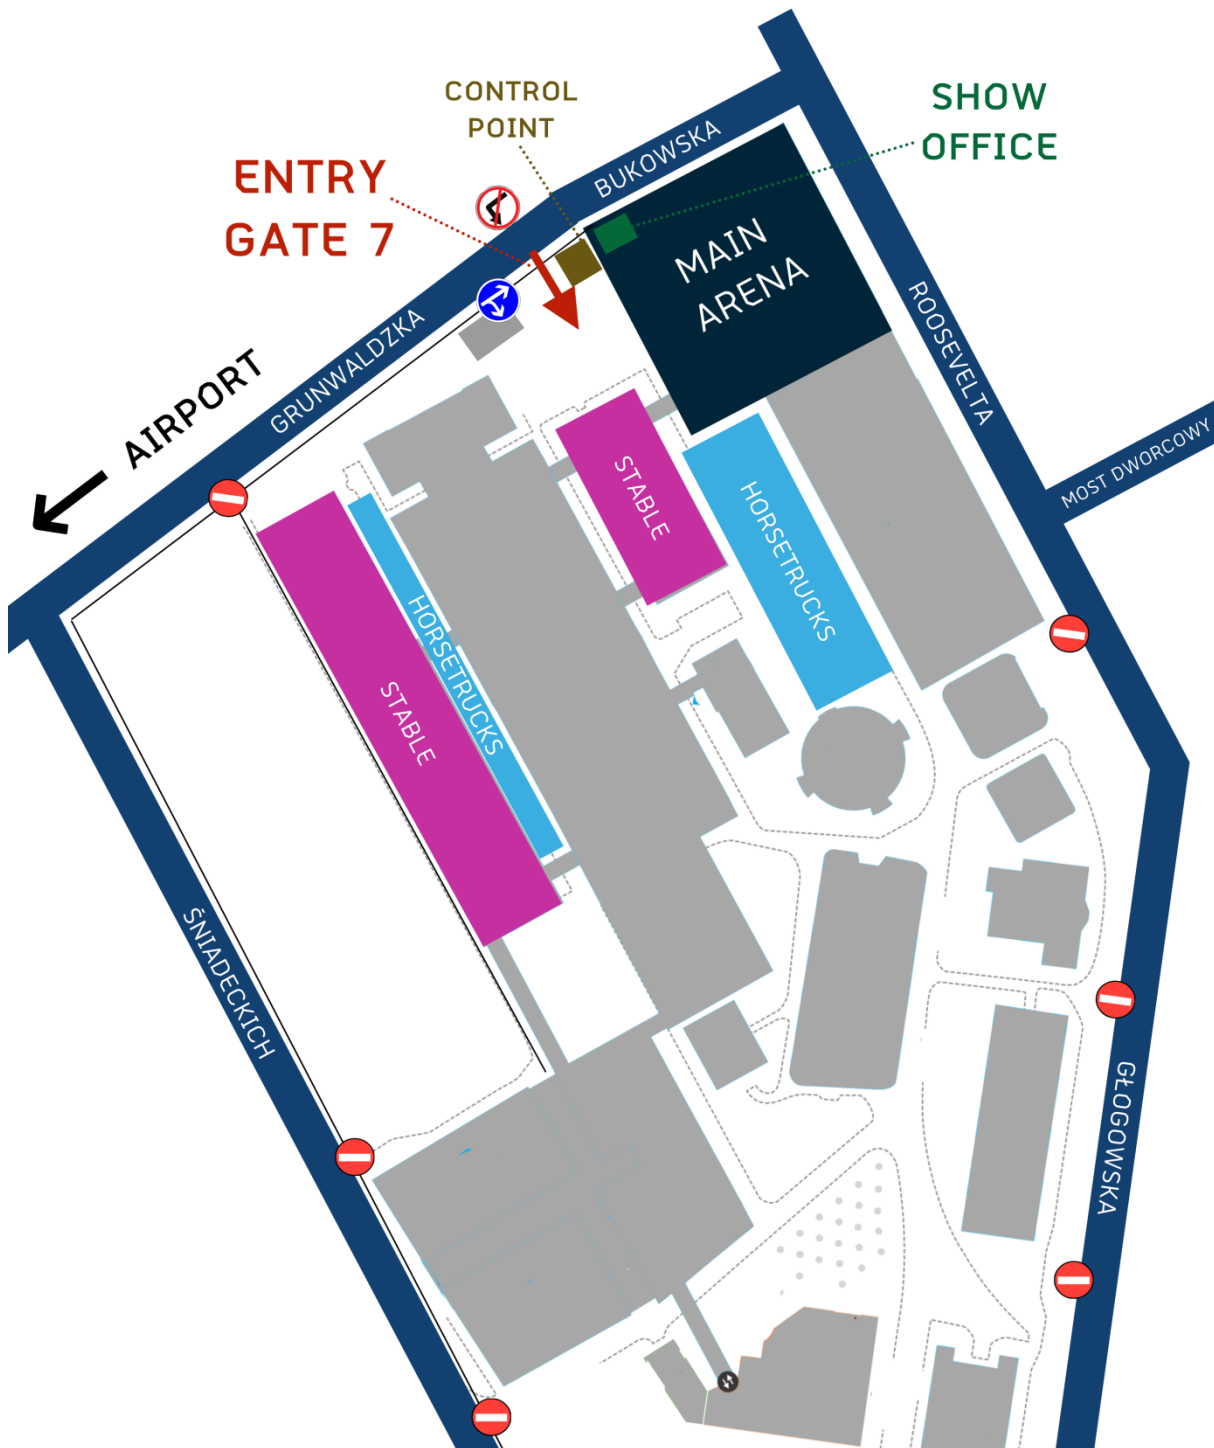 CONTROL
POINT
SHOW
OFFICE
ENTRY
GATE 7
BUKOWSKA
MAIN
ARENA
GRUNWALDZKA
AIRPORT
ROOSEVELTA
MOST DWORCOWY
STABLE
HORSETRUCKS
HORSETRUCKS
STABLE
ŚNIADECKICH
GŁOGOWSKA